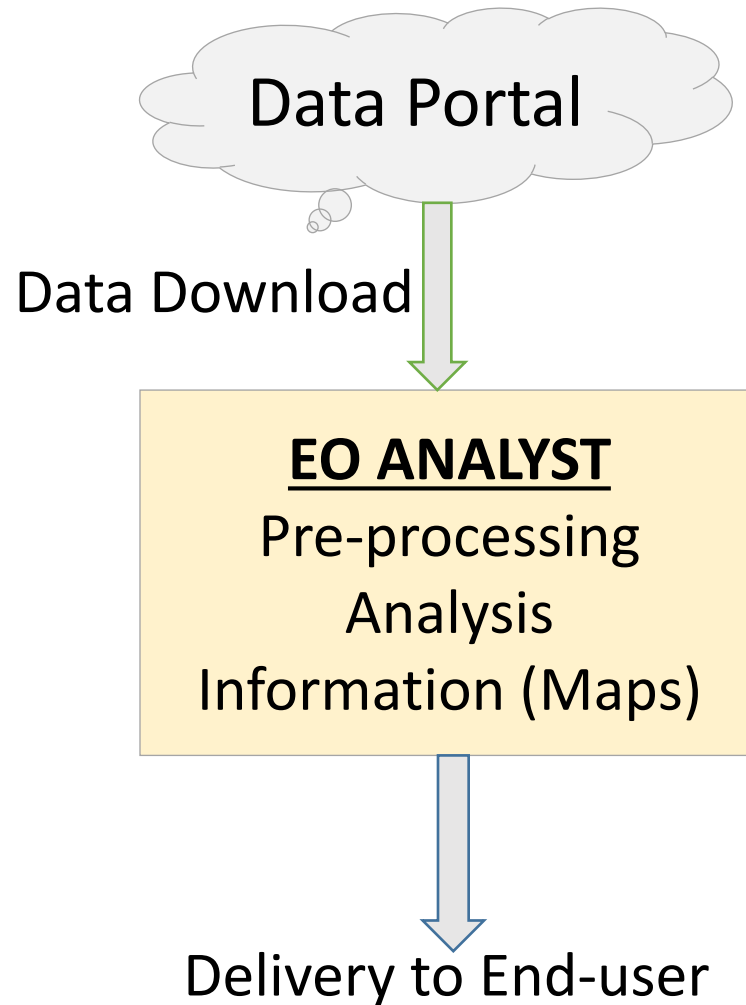 Data Portal
Data Download
EO ANALYST
Pre-processing
Analysis
Information (Maps)
Delivery to End-user